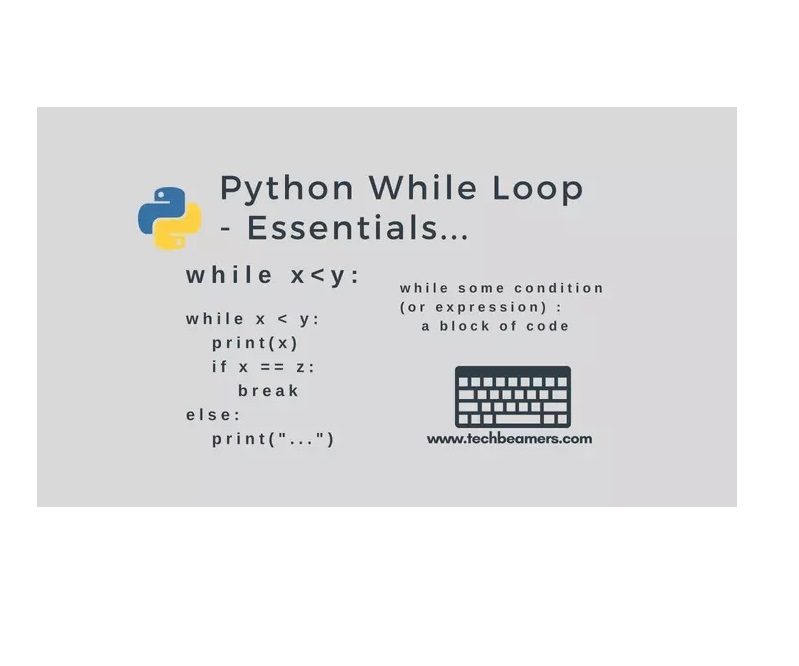 Python While Loop
- Essentials...
while x<y:
while x < y:
print(x)
if x == z:
break
else:
print("...")
while some condition
(or expression) :
a block of code
www.techbeamers.com